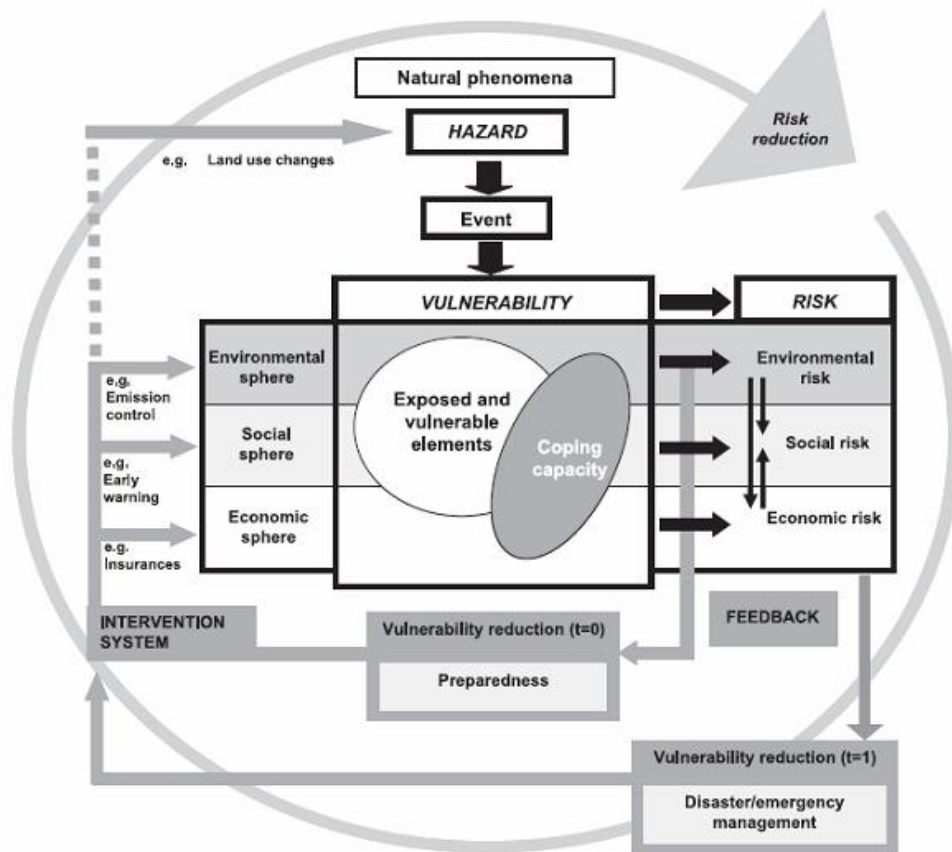 Natural phenomena
HAZARD
Risk
reduction
e.g. Land use changes
Event
VULNERABILITY
RISK
Environmental
sphere
Environmental
risk
e,g,
Emission
control
Exposed and
vulnerable
elements
Coping
capacity
Social
sphere
Social risk
e,g,
Early
warning
Economic
sphere
Economic risk
e.g.
Insurances
INTERVENTION
SYSTEM
Vulnerability reduction (t=0)
Preparedness
FEEDBACK
Vulnerability reduction (t=1)
Disaster/emergency
management